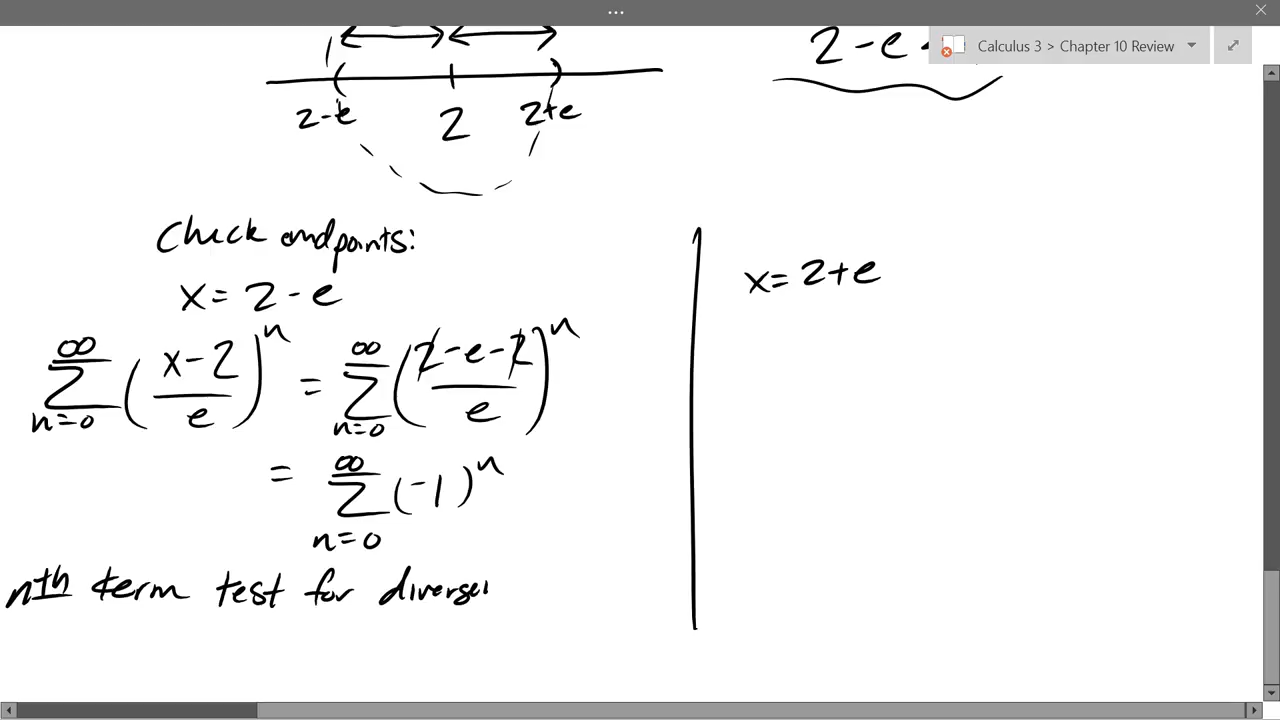 ...
Calculus 3 > Chapter 10 Review
2 - e
2-e 2 2+e
Check endpoints:
x = 2 - e
∞ ∑ n=0 ( x-2 / e )^n = ∞ ∑ n=0 ( 2-e-2 / e )^n
= ∞ ∑ n=0 (-1)^n
nth term test for diverge
x = 2+e